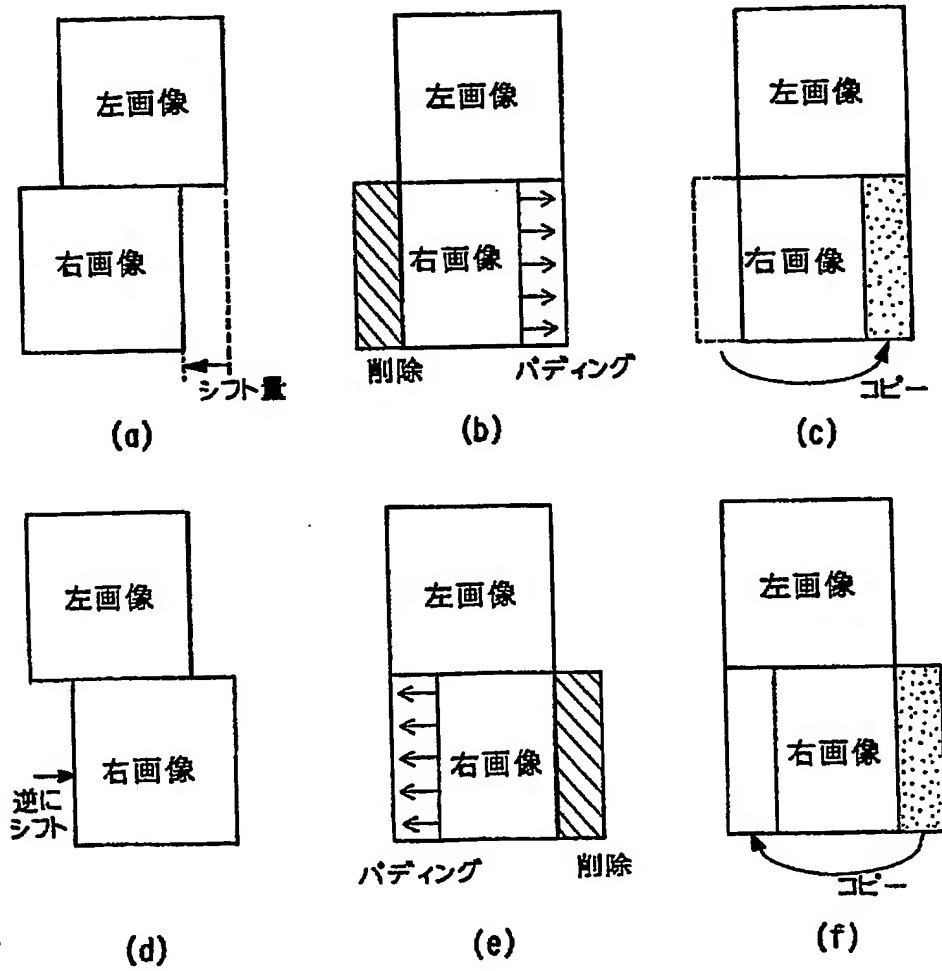 左画像
右画像
シフト量
(a)
左画像
右画像
削除
パディング
(b)
左画像
右画像
コピー
(c)
左画像
右画像
逆に
シフト
(d)
左画像
右画像
パディング
削除
(e)
左画像
右画像
コピー
(f)